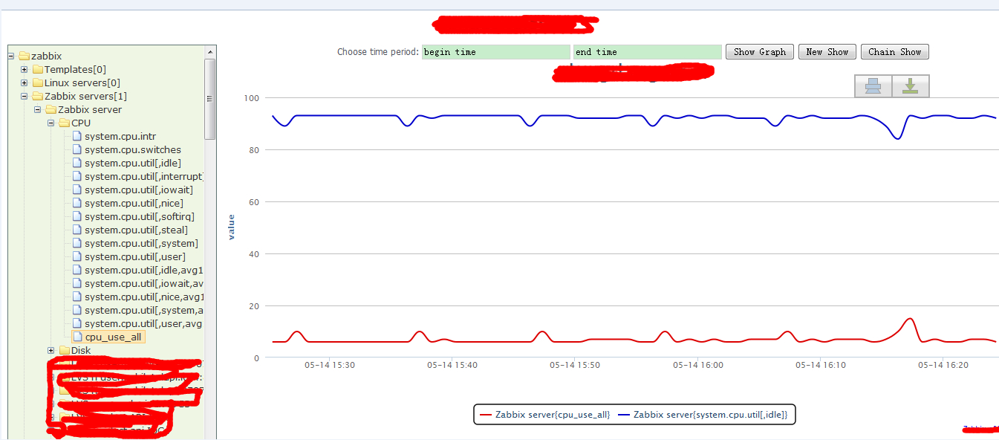 Choose time period: begin time end time Show Graph New Show Chain Show
zabbix
Templates[0]
Linux servers[0]
Zabbix servers[1]
Zabbix server
CPU
system.cpu.intr
system.cpu.switches
system.cpu.util[,idle]
system.cpu.util[,interrupt]
system.cpu.util[,iowait]
system.cpu.util[,nice]
system.cpu.util[,softirq]
system.cpu.util[,steal]
system.cpu.util[,system]
system.cpu.util[,user]
system.cpu.util[,idle,avg1
system.cpu.util[,iowait,av
system.cpu.util[,nice,avg1
system.cpu.util[,system,a
system.cpu.util[,user,avg
cpu_use_all
Disk
value
100
80
60
40
20
0
05-14 15:30 05-14 15:40 05-14 15:50 05-14 16:00 05-14 16:10 05-14 16:20
Zabbix server{cpu_use_all} Zabbix server{system.cpu.util[,idle]}